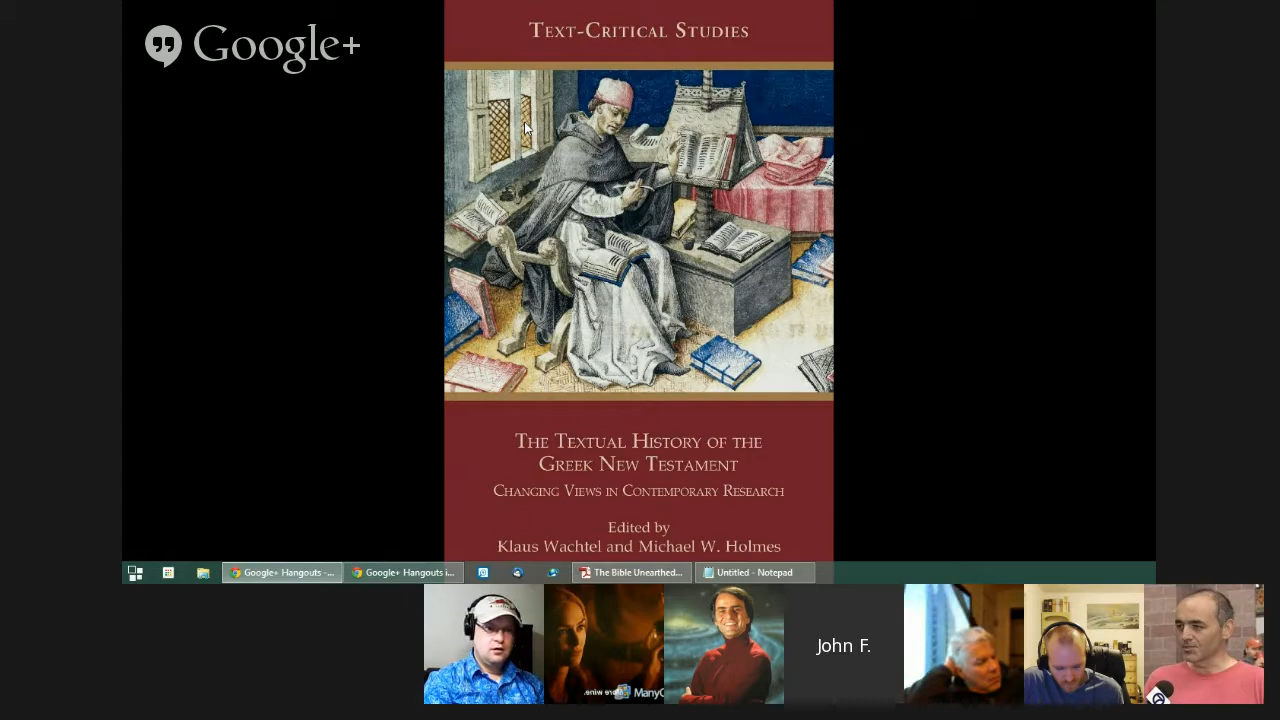 Google+
TEXT-CRITICAL STUDIES
THE TEXTUAL HISTORY OF THE
GREEK NEW TESTAMENT
CHANGING VIEWS IN CONTEMPORARY RESEARCH
Edited by
Klaus Wachtel and Michael W. Holmes
Google+ Hangouts -...
Google+ Hangouts i...
The Bible Unearthed...
Untitled - Notepad
John F.